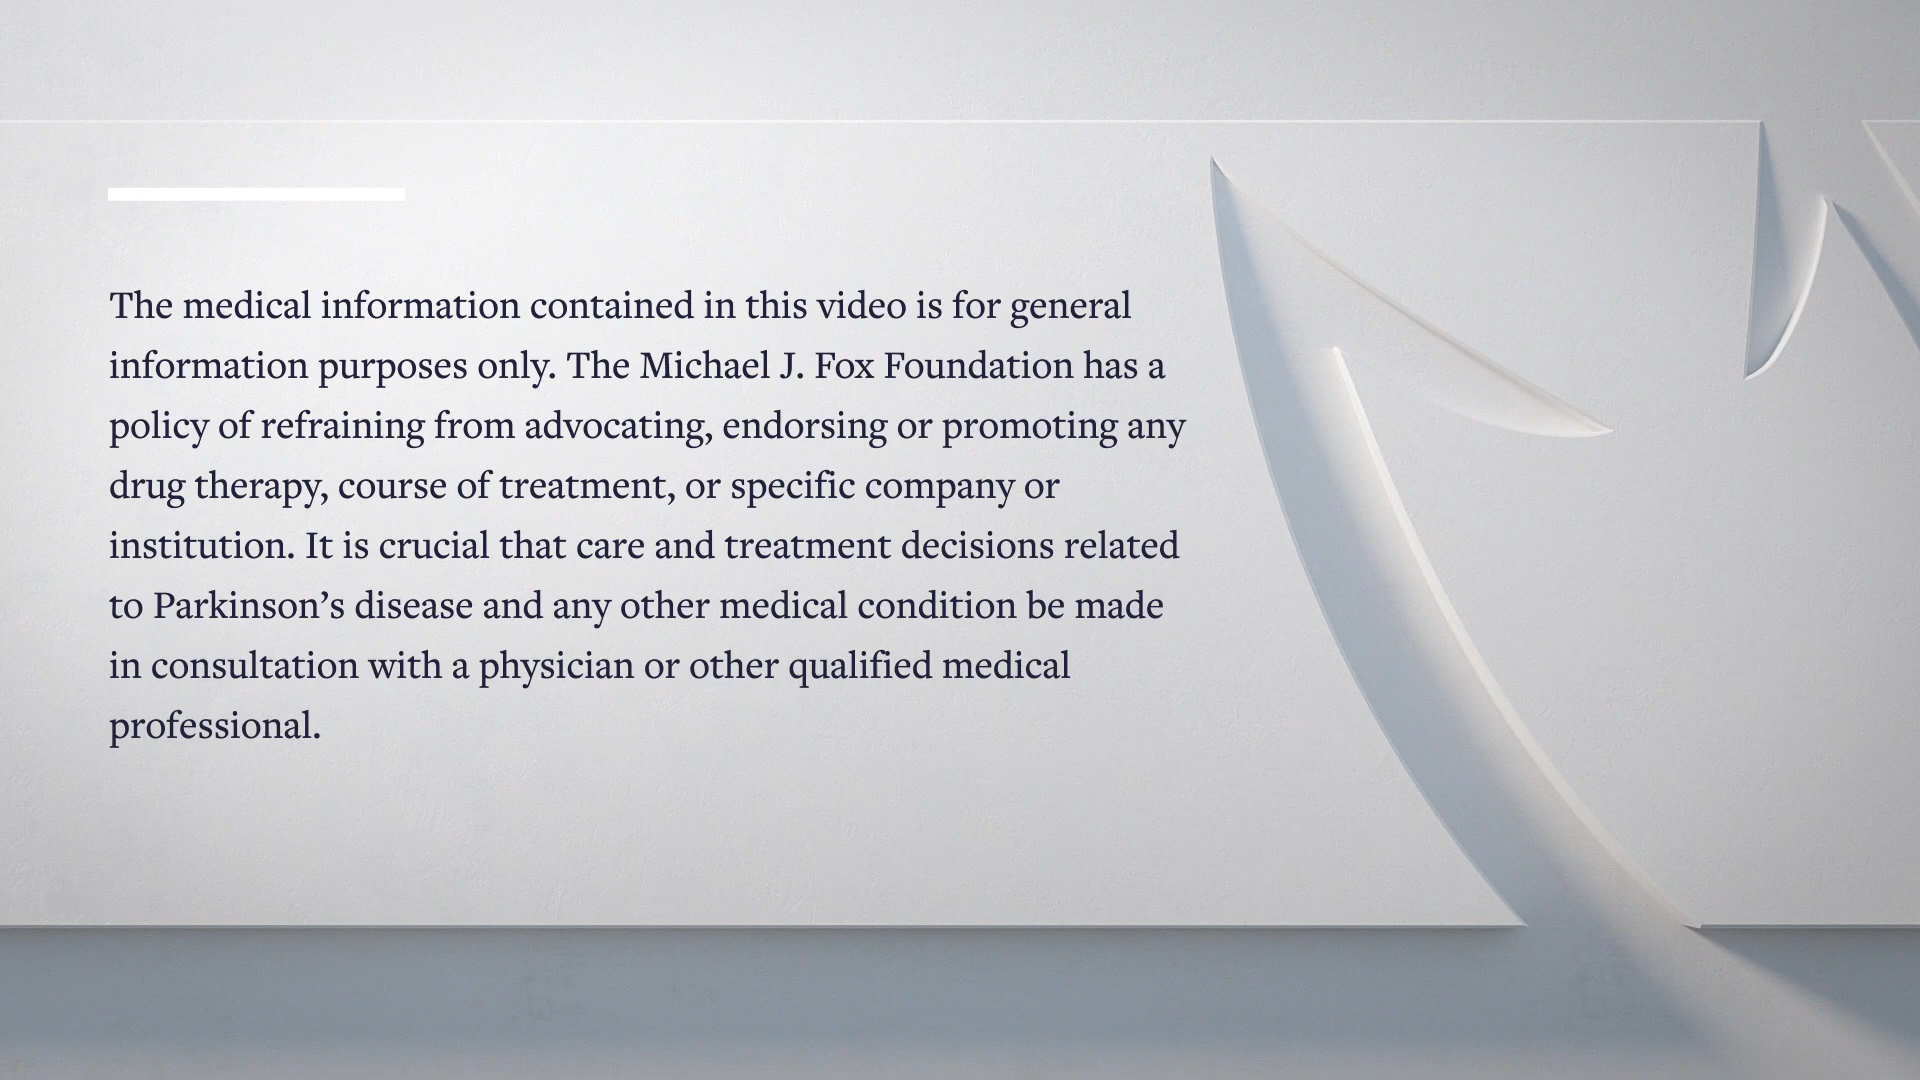 The medical information contained in this video is for general
information purposes only. The Michael J. Fox Foundation has a
policy of refraining from advocating, endorsing or promoting any
drug therapy, course of treatment, or specific company or
institution. It is crucial that care and treatment decisions related
to Parkinson’s disease and any other medical condition be made
in consultation with a physician or other qualified medical
professional.